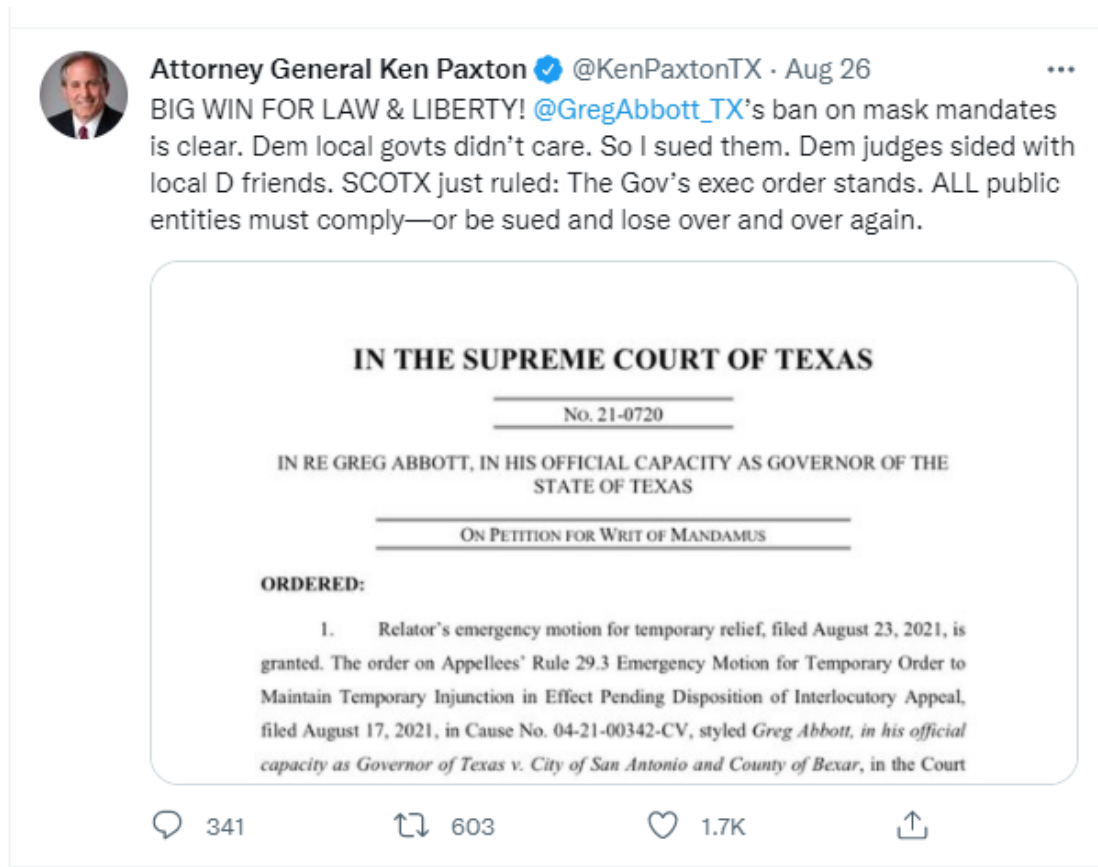 Attorney General Ken Paxton @KenPaxtonTX · Aug 26
BIG WIN FOR LAW & LIBERTY! @GregAbbott_TX’s ban on mask mandates
is clear. Dem local govts didn’t care. So I sued them. Dem judges sided with
local D friends. SCOTX just ruled: The Gov’s exec order stands. ALL public
entities must comply—or be sued and lose over and over again.
IN THE SUPREME COURT OF TEXAS
No. 21-0720
IN RE GREG ABBOTT, IN HIS OFFICIAL CAPACITY AS GOVERNOR OF THE
STATE OF TEXAS
ON PETITION FOR WRIT OF MANDAMUS
ORDERED:
1. Relator’s emergency motion for temporary relief, filed August 23, 2021, is
granted. The order on Appellees’ Rule 29.3 Emergency Motion for Temporary Order to
Maintain Temporary Injunction in Effect Pending Disposition of Interlocutory Appeal,
filed August 17, 2021, in Cause No. 04-21-00342-CV, styled Greg Abbott, in his official
capacity as Governor of Texas v. City of San Antonio and County of Bexar, in the Court
341 603 1.7K